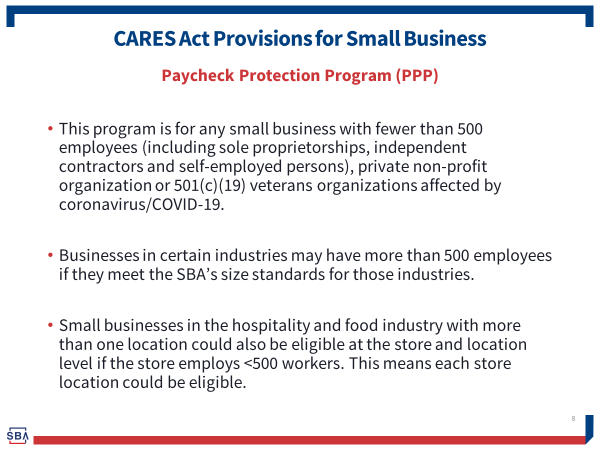 CARES Act Provisions for Small Business
Paycheck Protection Program (PPP)
• This program is for any small business with fewer than 500
employees (including sole proprietorships, independent
contractors and self-employed persons), private non-profit
organization or 501(c)(19) veterans organizations affected by
coronavirus/COVID-19.
• Businesses in certain industries may have more than 500 employees
if they meet the SBA’s size standards for those industries.
• Small businesses in the hospitality and food industry with more
than one location could also be eligible at the store and location
level if the store employs <500 workers. This means each store
location could be eligible.
8
SBA